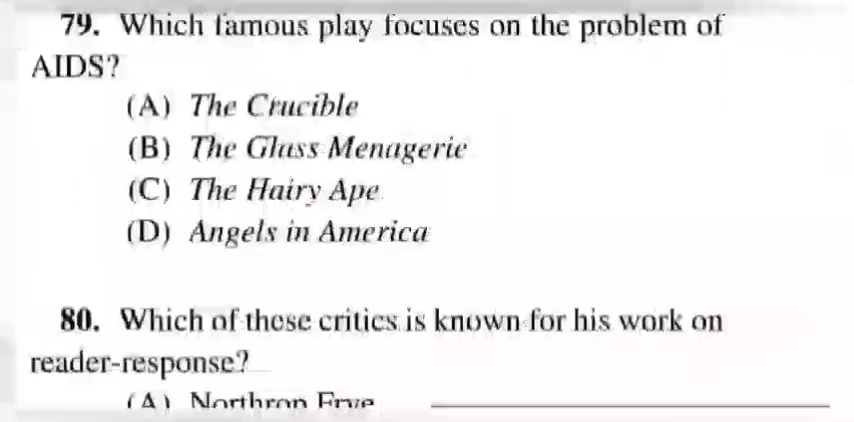 79. Which famous play focuses on the problem of
AIDS?
(A) The Crucible
(B) The Glass Menagerie
(C) The Hairy Ape
(D) Angels in America
80. Which of these critics is known for his work on
reader-response?
(A) Northrop Frye